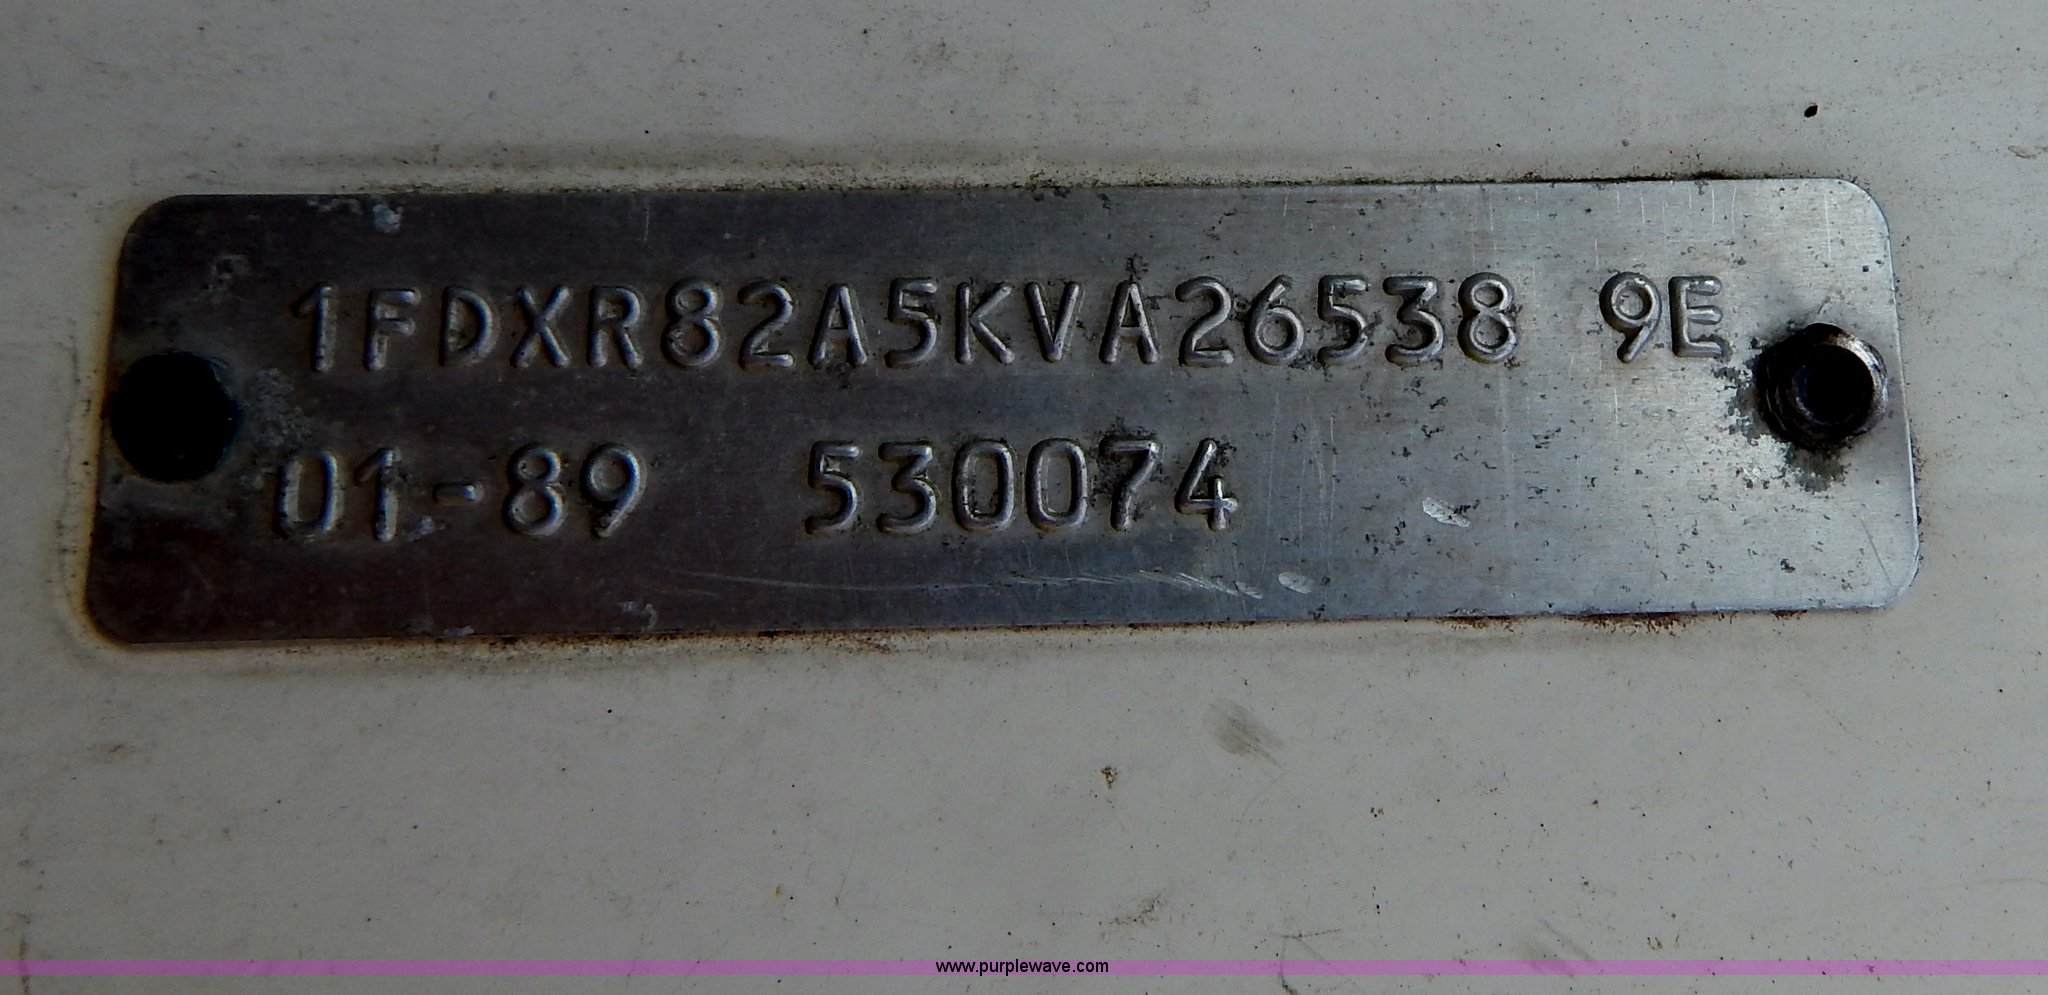 1FDXR82A5KVA26538 9E
01-89 530074
www.purplewave.com